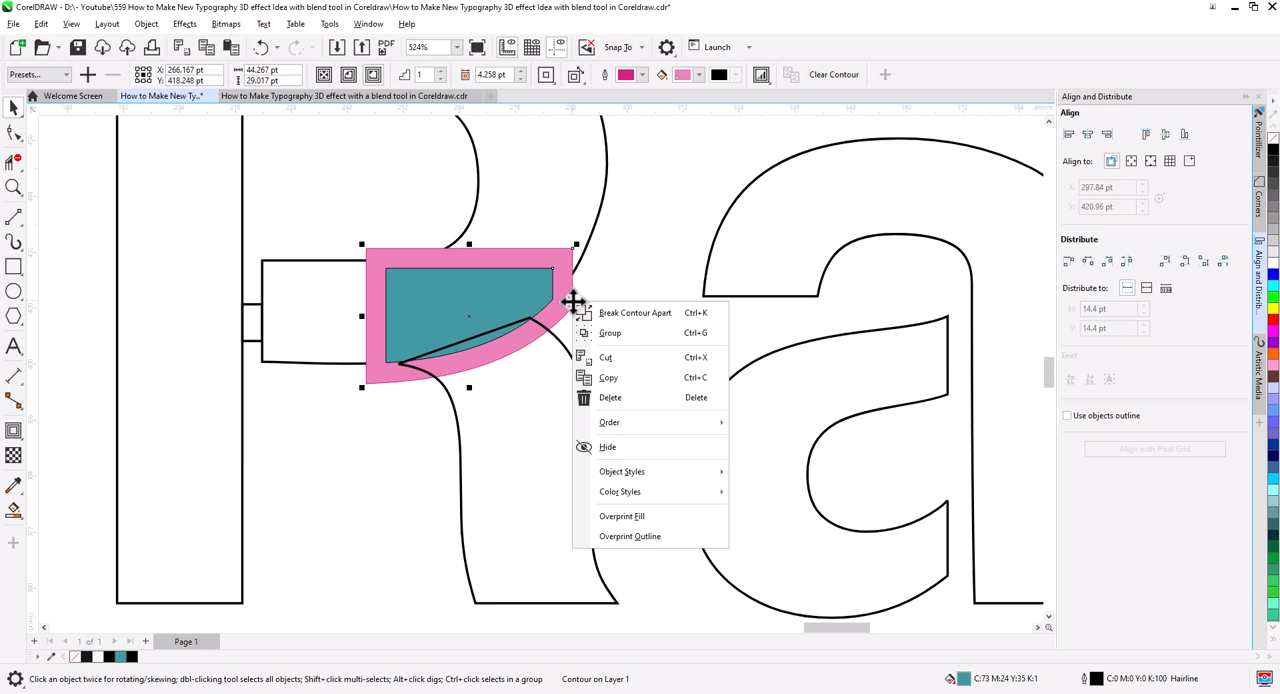 CorelDRAW - D:\- Youtube\559 How to Make New Typography 3D effect Idea with blend tool in Coreldraw\How to Make New Typography 3D effect Idea with blend tool in Coreldraw.cdr*
File Edit View Layout Object Effects Bitmaps Text Table Tools Window Help
PDF 524% Snap To Launch
Presets... X: 266.167 pt 44.267 pt 1 4.258 pt Clear Contour
Y: 418.248 pt 29.017 pt
Welcome Screen How to Make New Ty...* How to Make Typography 3D effect with a blend tool in Coreldraw.cdr
Align and Distribute
Align
Align to:
X: 297.84 pt
Y: 420.96 pt
Distribute
Distribute to:
H: 14.4 pt
V: 14.4 pt
Text
Use objects outline
Align with Pixel Grid
Pointillizer
Corners
Align and Distrib...
Artistic Media
Break Contour Apart Ctrl+K
Group Ctrl+G
Cut Ctrl+X
Copy Ctrl+C
Delete Delete
Order
Hide
Object Styles
Color Styles
Overprint Fill
Overprint Outline
1 of 1 Page 1
Click an object twice for rotating/skewing; dbl-clicking tool selects all objects; Shift+click multi-selects; Alt+click digs; Ctrl+click selects in a group Contour on Layer 1 C:73 M:24 Y:35 K:1 C:0 M:0 Y:0 K:100 Hairline